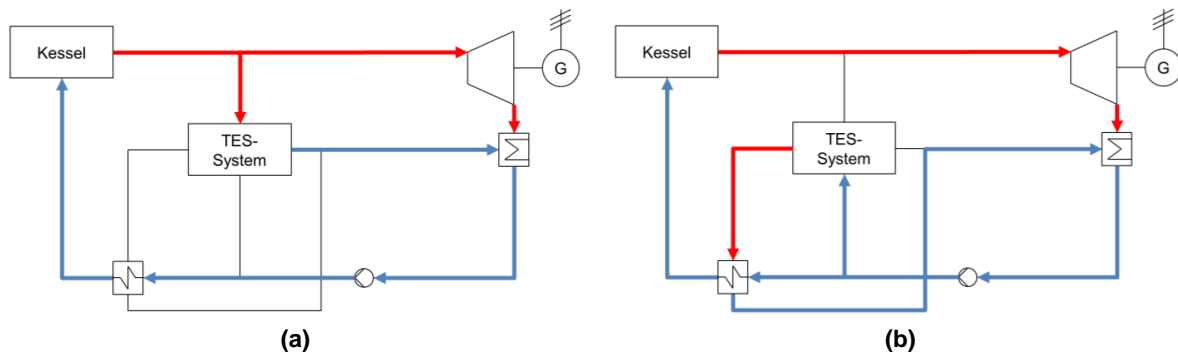 Kessel
G
TES-
System
(a)
Kessel
G
TES-
System
(b)